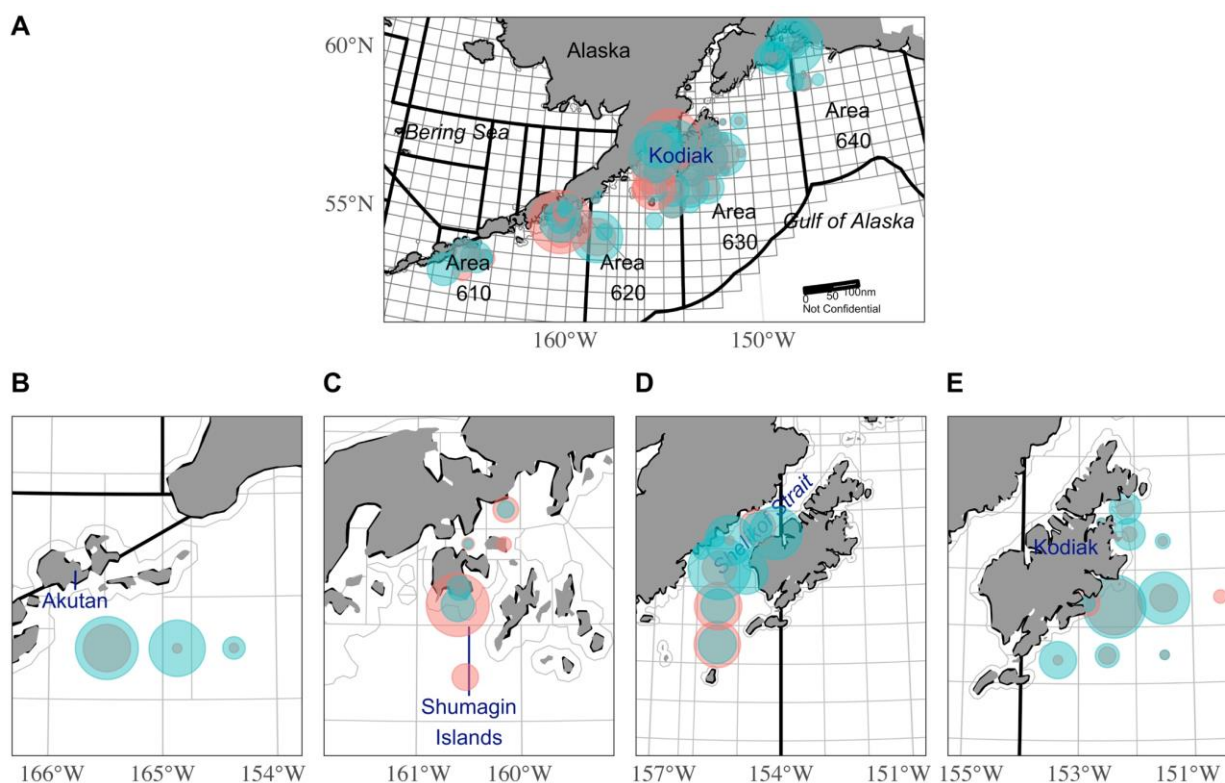 A
60°N
55°N
Alaska
Bering Sea
Kodiak
Area
640
Area
630
Gulf of Alaska
Area
620
Area
610
0 50 100nm
Not Confidential
160°W 150°W
B
Akutan
166°W 165°W 154°W
C
Shumagin
Islands
161°W 160°W
D
Shelikof Strait
157°W 154°W 151°W
E
Kodiak
155°W 153°W 151°W